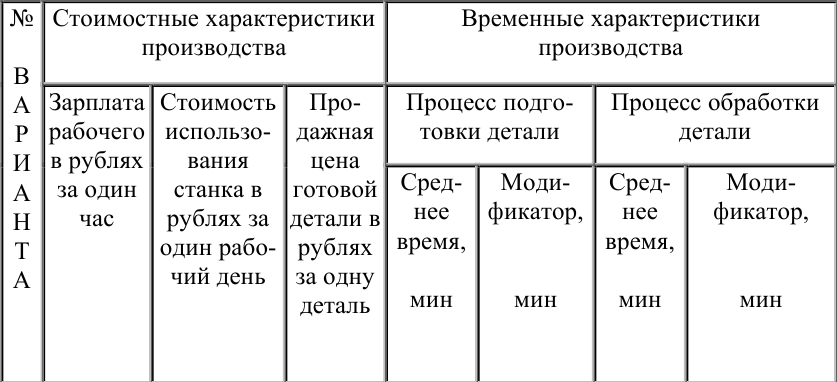 №
В
А
Р
И
А
Н
Т
А
Стоимостные характеристики
производства
Временные характеристики
производства
Зарплата
рабочего
в рублях
за один
час
Стоимость
использо-
вания
станка в
рублях за
один рабо-
чий день
Про-
дажная
цена
готовой
детали в
рублях
за одну
деталь
Процесс подго-
товки детали
Процесс обработки
детали
Сред-
нее
время,
мин
Моди-
фикатор,
мин
Сред-
нее
время,
мин
Моди-
фикатор,
мин